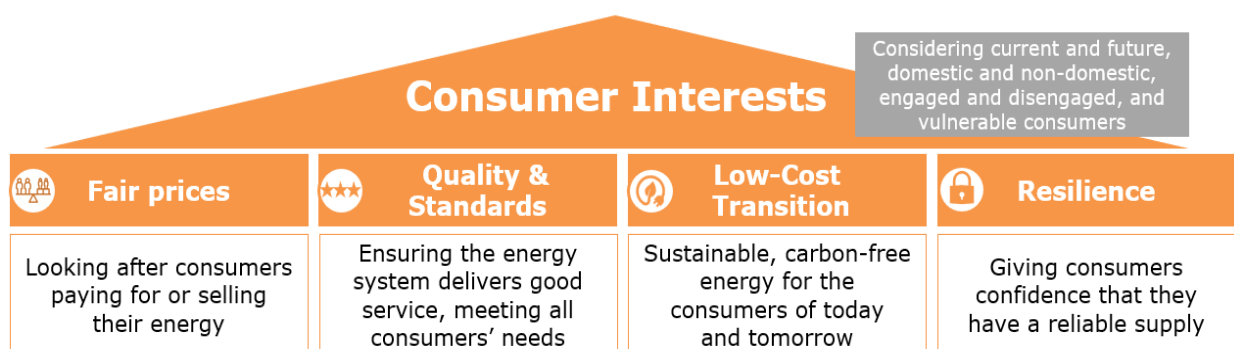 Consumer Interests
Considering current and future,
domestic and non-domestic,
engaged and disengaged, and
vulnerable consumers
Fair prices
Looking after consumers
paying for or selling
their energy
Quality &
Standards
Ensuring the energy
system delivers good
service, meeting all
consumers’ needs
Low-Cost
Transition
Sustainable, carbon-free
energy for the
consumers of today
and tomorrow
Resilience
Giving consumers
confidence that they
have a reliable supply